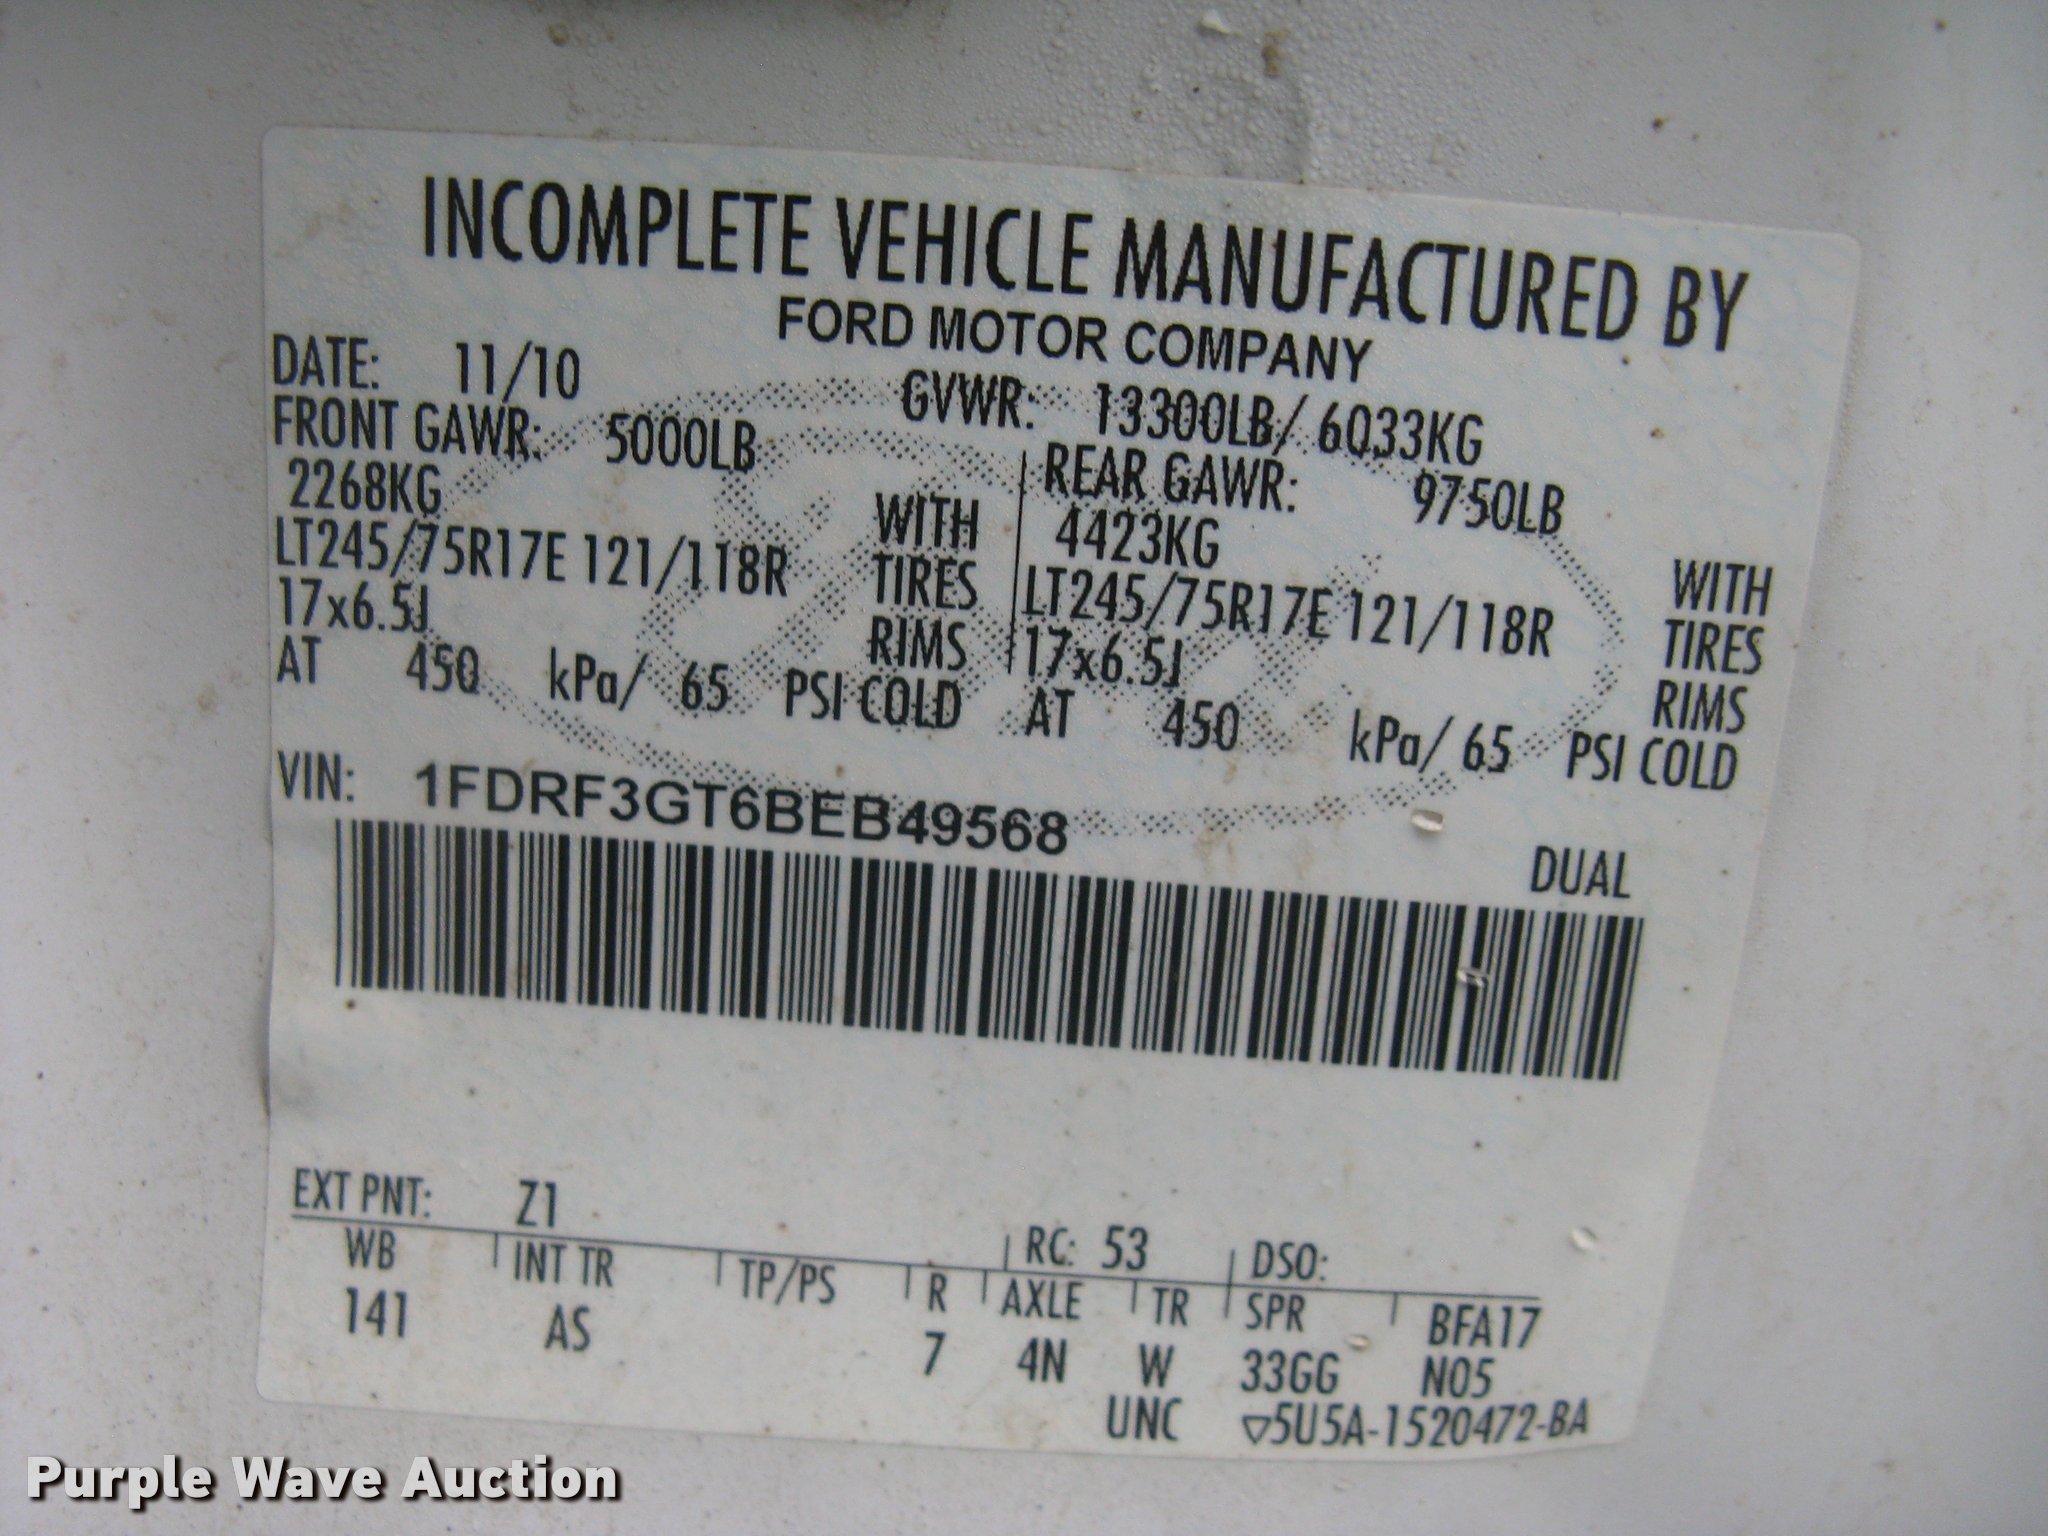 INCOMPLETE VEHICLE MANUFACTURED BY
FORD MOTOR COMPANY
DATE: 11/10 GVWR: 13300LB/ 6033KG
FRONT GAWR: 5000LB REAR GAWR: 9750LB
2268KG WITH 4423KG WITH
LT245/75R17E 121/118R TIRES LT245/75R17E 121/118R TIRES
17x6.5J RIMS 17x6.5J RIMS
AT 450 kPa/ 65 PSI COLD AT 450 kPa/ 65 PSI COLD
VIN: 1FDRF3GT6BEB49568
DUAL
EXT PNT: Z1 RC: 53 DSO:
WB INT TR TP/PS R AXLE TR SPR BFA17
141 AS 7 4N W 33GG N05
UNC ▽5U5A-1520472-BA
Purple Wave Auction